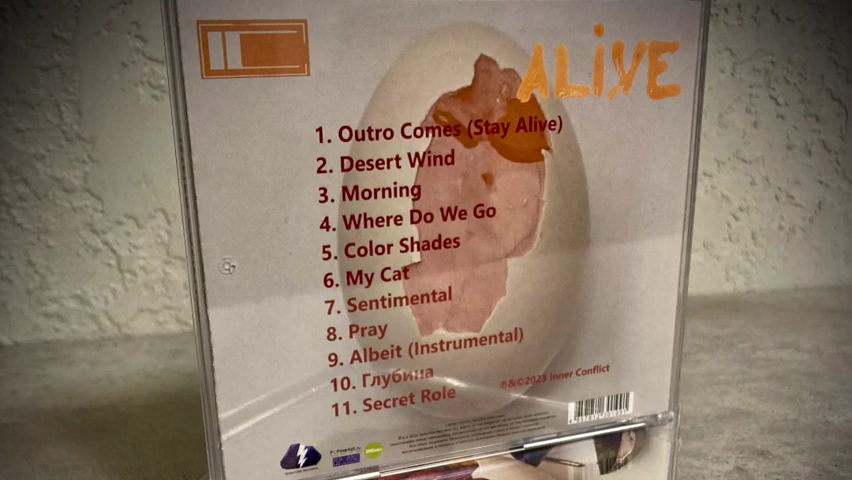 ALiVE
1. Outro Comes (Stay Alive)
2. Desert Wind
3. Morning
4. Where Do We Go
5. Color Shades
6. My Cat
7. Sentimental
8. Pray
9. Albeit (Instrumental)
10. Глубина
11. Secret Role
℗&©2023 Inner Conflict